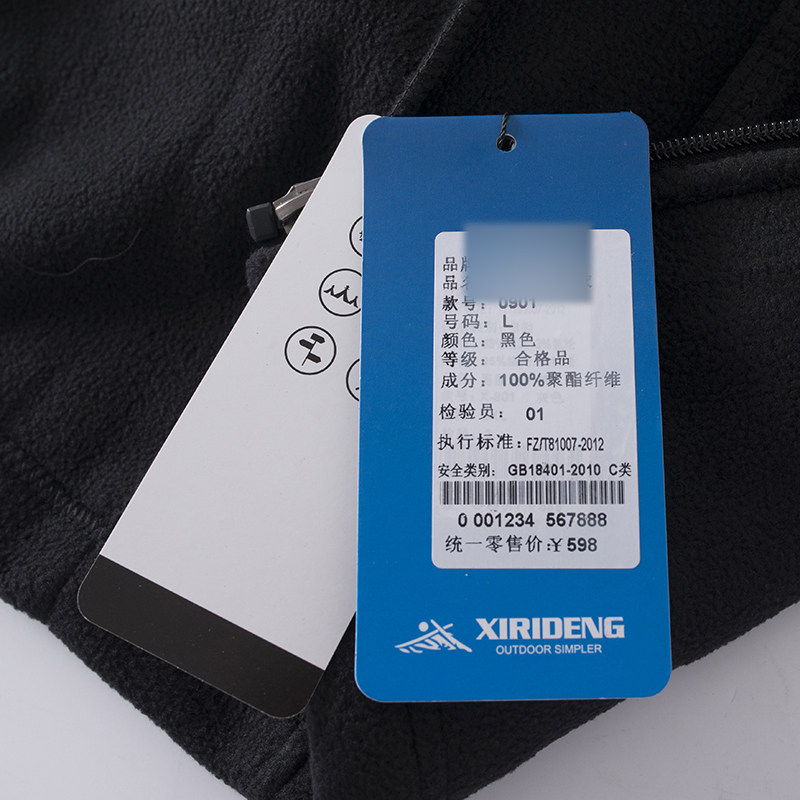 品
品
款号: 0901
号码: L
颜色: 黑色
等级: 合格品
成分: 100%聚酯纤维
检验员: 01
执行标准: FZ/T81007-2012
安全类别: GB18401-2010 C类
0 001234 567888
统一零售价:¥598
XIRIDENG
OUTDOOR SIMPLER